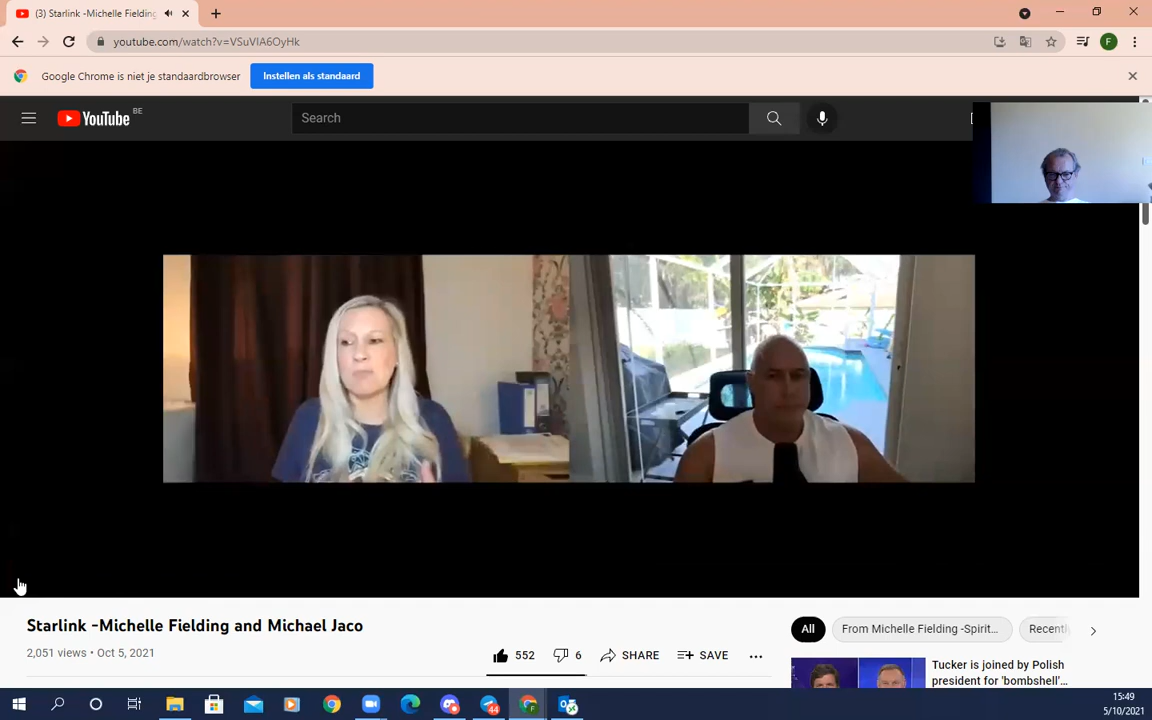 (3) Starlink -Michelle Fielding
youtube.com/watch?v=VSuVIA6OyHk
F
Google Chrome is niet je standaardbrowser
Instellen als standaard
YouTube BE
Search
Starlink -Michelle Fielding and Michael Jaco
2,051 views • Oct 5, 2021
552
6
SHARE
SAVE
All
From Michelle Fielding -Spirit...
Recently
Tucker is joined by Polish
president for 'bombshell'...
44
15:49
5/10/2021